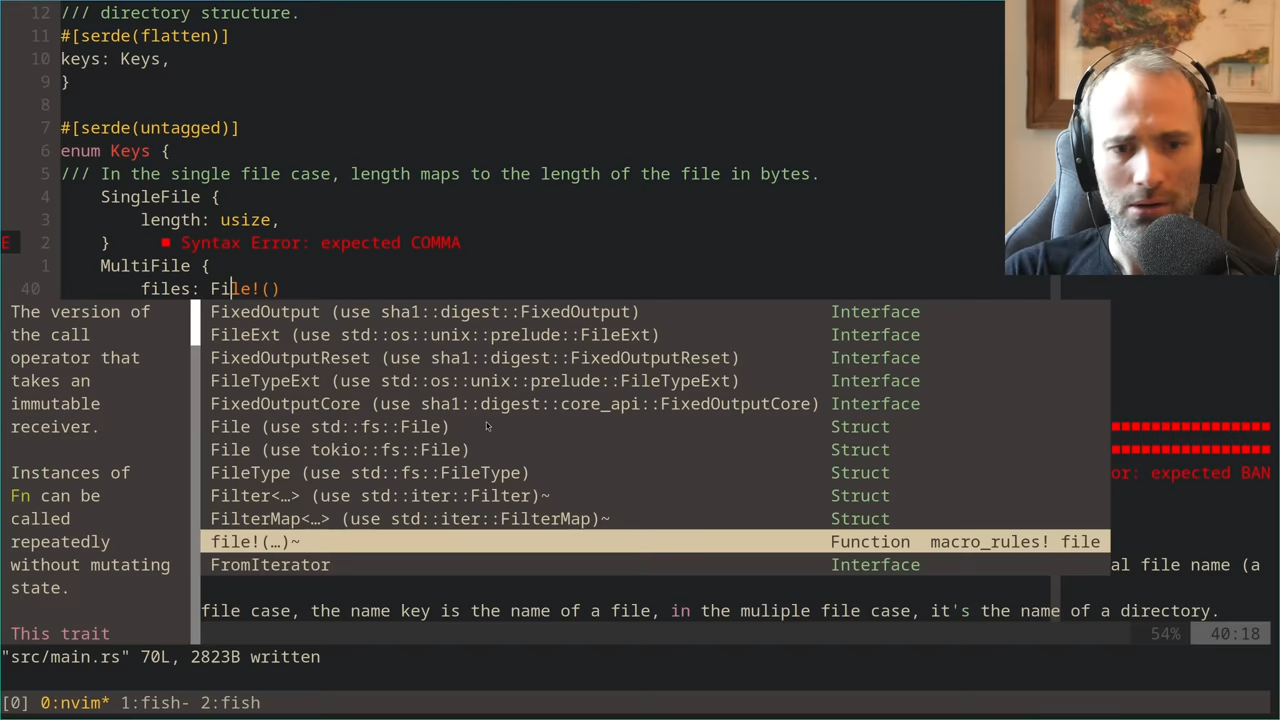 12 /// directory structure.
11 #[serde(flatten)]
10 keys: Keys,
9 }
8
7 #[serde(untagged)]
6 enum Keys {
5 /// In the single file case, length maps to the length of the file in bytes.
4 SingleFile {
3 length: usize,
E 2 } ■ Syntax Error: expected COMMA
1 MultiFile {
40 files: File!()
The version of
the call
operator that
takes an
immutable
receiver.
Instances of
Fn can be
called
repeatedly
without mutating
state.
This trait
FixedOutput (use sha1::digest::FixedOutput) Interface
FileExt (use std::os::unix::prelude::FileExt) Interface
FixedOutputReset (use sha1::digest::FixedOutputReset) Interface
FileTypeExt (use std::os::unix::prelude::FileTypeExt) Interface
FixedOutputCore (use sha1::digest::core_api::FixedOutputCore) Interface
File (use std::fs::File) Struct
File (use tokio::fs::File) Struct
FileType (use std::fs::FileType) Struct
Filter<…> (use std::iter::Filter)~ Struct
FilterMap<…> (use std::iter::FilterMap)~ Struct
file!(…)~ Function macro_rules! file
FromIterator Interface
or: expected BAN
al file name (a
file case, the name key is the name of a file, in the muliple file case, it's the name of a directory.
54% 40:18
"src/main.rs" 70L, 2823B written
[0] 0:nvim* 1:fish- 2:fish